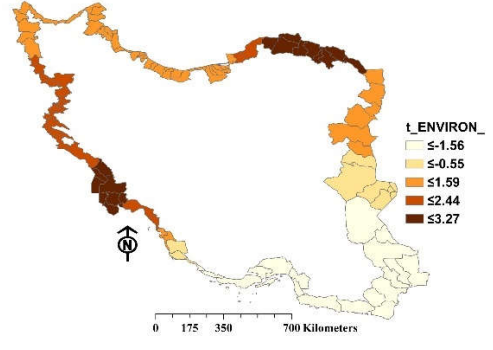 t_ENVIRON_
≤-1.56
≤-0.55
≤1.59
≤2.44
≤3.27
N
0 175 350 700 Kilometers